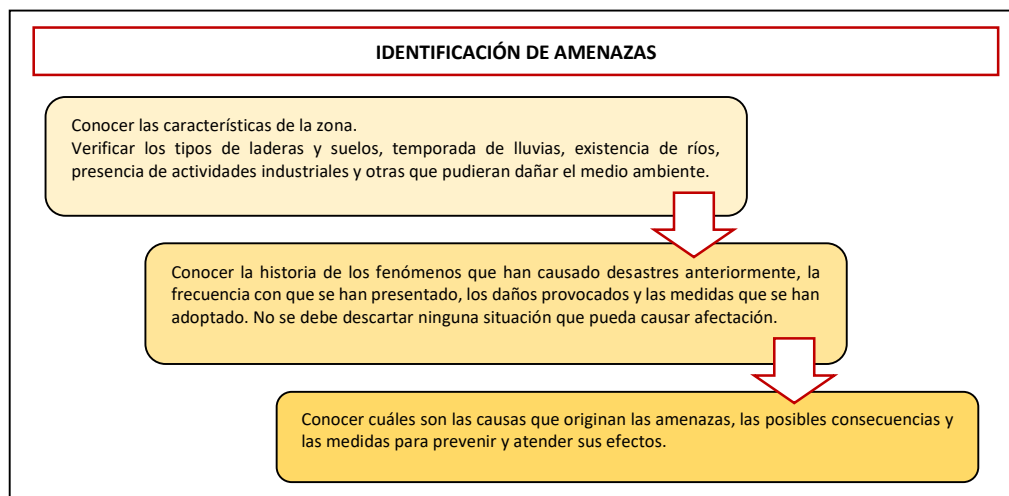 IDENTIFICACIÓN DE AMENAZAS
Conocer las características de la zona.
Verificar los tipos de laderas y suelos, temporada de lluvias, existencia de ríos,
presencia de actividades industriales y otras que pudieran dañar el medio ambiente.
Conocer la historia de los fenómenos que han causado desastres anteriormente, la
frecuencia con que se han presentado, los daños provocados y las medidas que se han
adoptado. No se debe descartar ninguna situación que pueda causar afectación.
Conocer cuáles son las causas que originan las amenazas, las posibles consecuencias y
las medidas para prevenir y atender sus efectos.